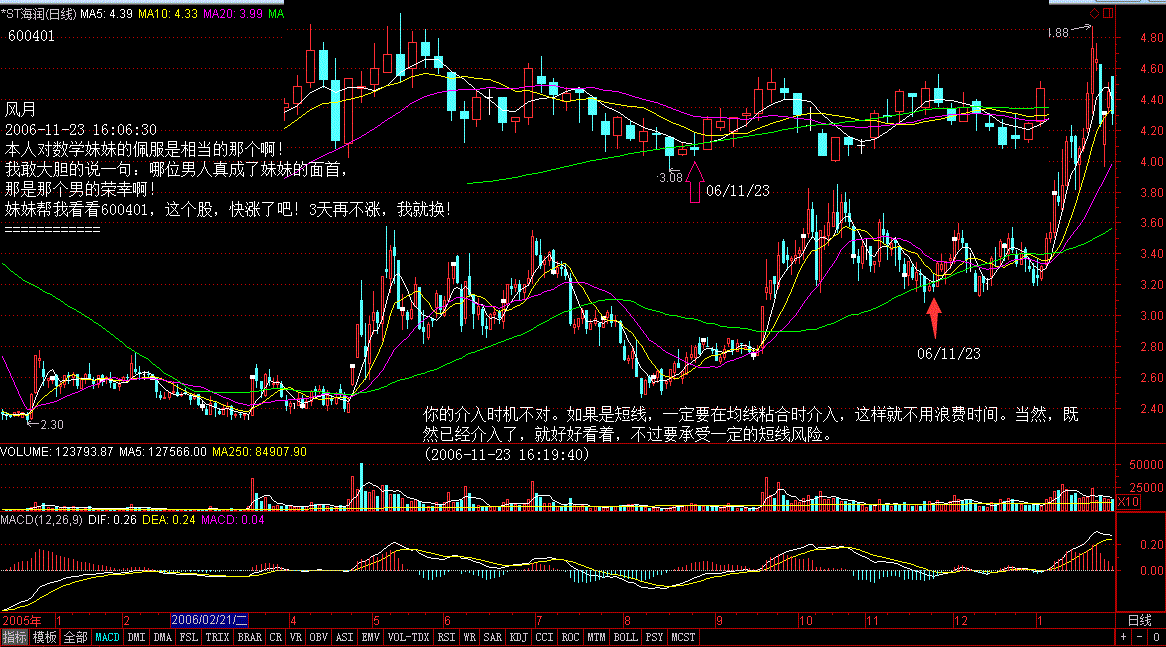 *ST海润(日线) MA5: 4.39 MA10: 4.33 MA20: 3.99 MA
600401
4.88
4.80
4.60
4.40
4.20
4.00
3.80
3.60
3.40
3.20
3.00
2.80
2.60
2.40
风月
2006-11-23 16:06:30
本人对数学妹妹的佩服是相当的那个啊!
我敢大胆的说一句: 哪位男人真成了妹妹的面首,
那是那个男的荣幸啊!
妹妹帮我看看600401, 这个股, 快涨了吧! 3天再不涨, 我就换!
============
3.08
06/11/23
06/11/23
2.30
你的介入时机不对。如果是短线, 一定要在均线粘合时介入, 这样就不用浪费时间。当然, 既
然已经介入了, 就好好看着, 不过要承受一定的短线风险。
(2006-11-23 16:19:40)
VOLUME: 123793.87 MA5: 127566.00 MA250: 84907.90
50000
25000
X10
MACD(12,26,9) DIF: 0.26 DEA: 0.24 MACD: 0.04
0.20
0.00
2005年 1 2 2006/02/21/二 4 5 6 7 8 9 10 11 12 1 日线
指标 模板 全部 MACD DMI DMA FSL TRIX BRAR CR VR OBV ASI EMV VOL-TDX RSI WR SAR KDJ CCI ROC MTM BOLL PSY MCST + - 0